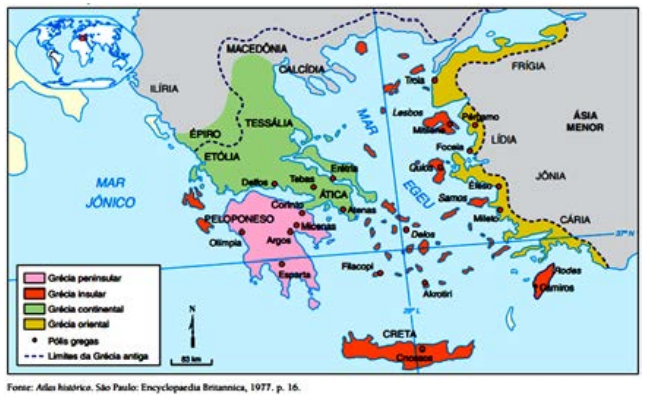 MACEDÔNIA
CALCÍDIA
ILÍRIA
FRÍGIA
Troia
MAR
EGEU
Lesbos
Mitilene
Pérgamo
ÁSIA
MENOR
LÍDIA
Foceia
TESSÁLIA
ÉPIRO
ETÓLIA
Erétria
Delfos
Tebas
ÁTICA
Atenas
Quios
JÔNIA
Éfeso
Samos
Mileto
CÁRIA
MAR
JÔNICO
Corinto
PELOPONESO
Micenas
Olímpia
Argos
Esparta
Delos
37° N
Filacopi
Akrotiri
Rodes
Camiros
CRETA
Cnossos
Grécia peninsular
Grécia insular
Grécia continental
Grécia oriental
Pólis gregas
Limites da Grécia antiga
N
83 km
Fonte: Atlas histórico. São Paulo: Encyclopaedia Britannica, 1977. p. 16.